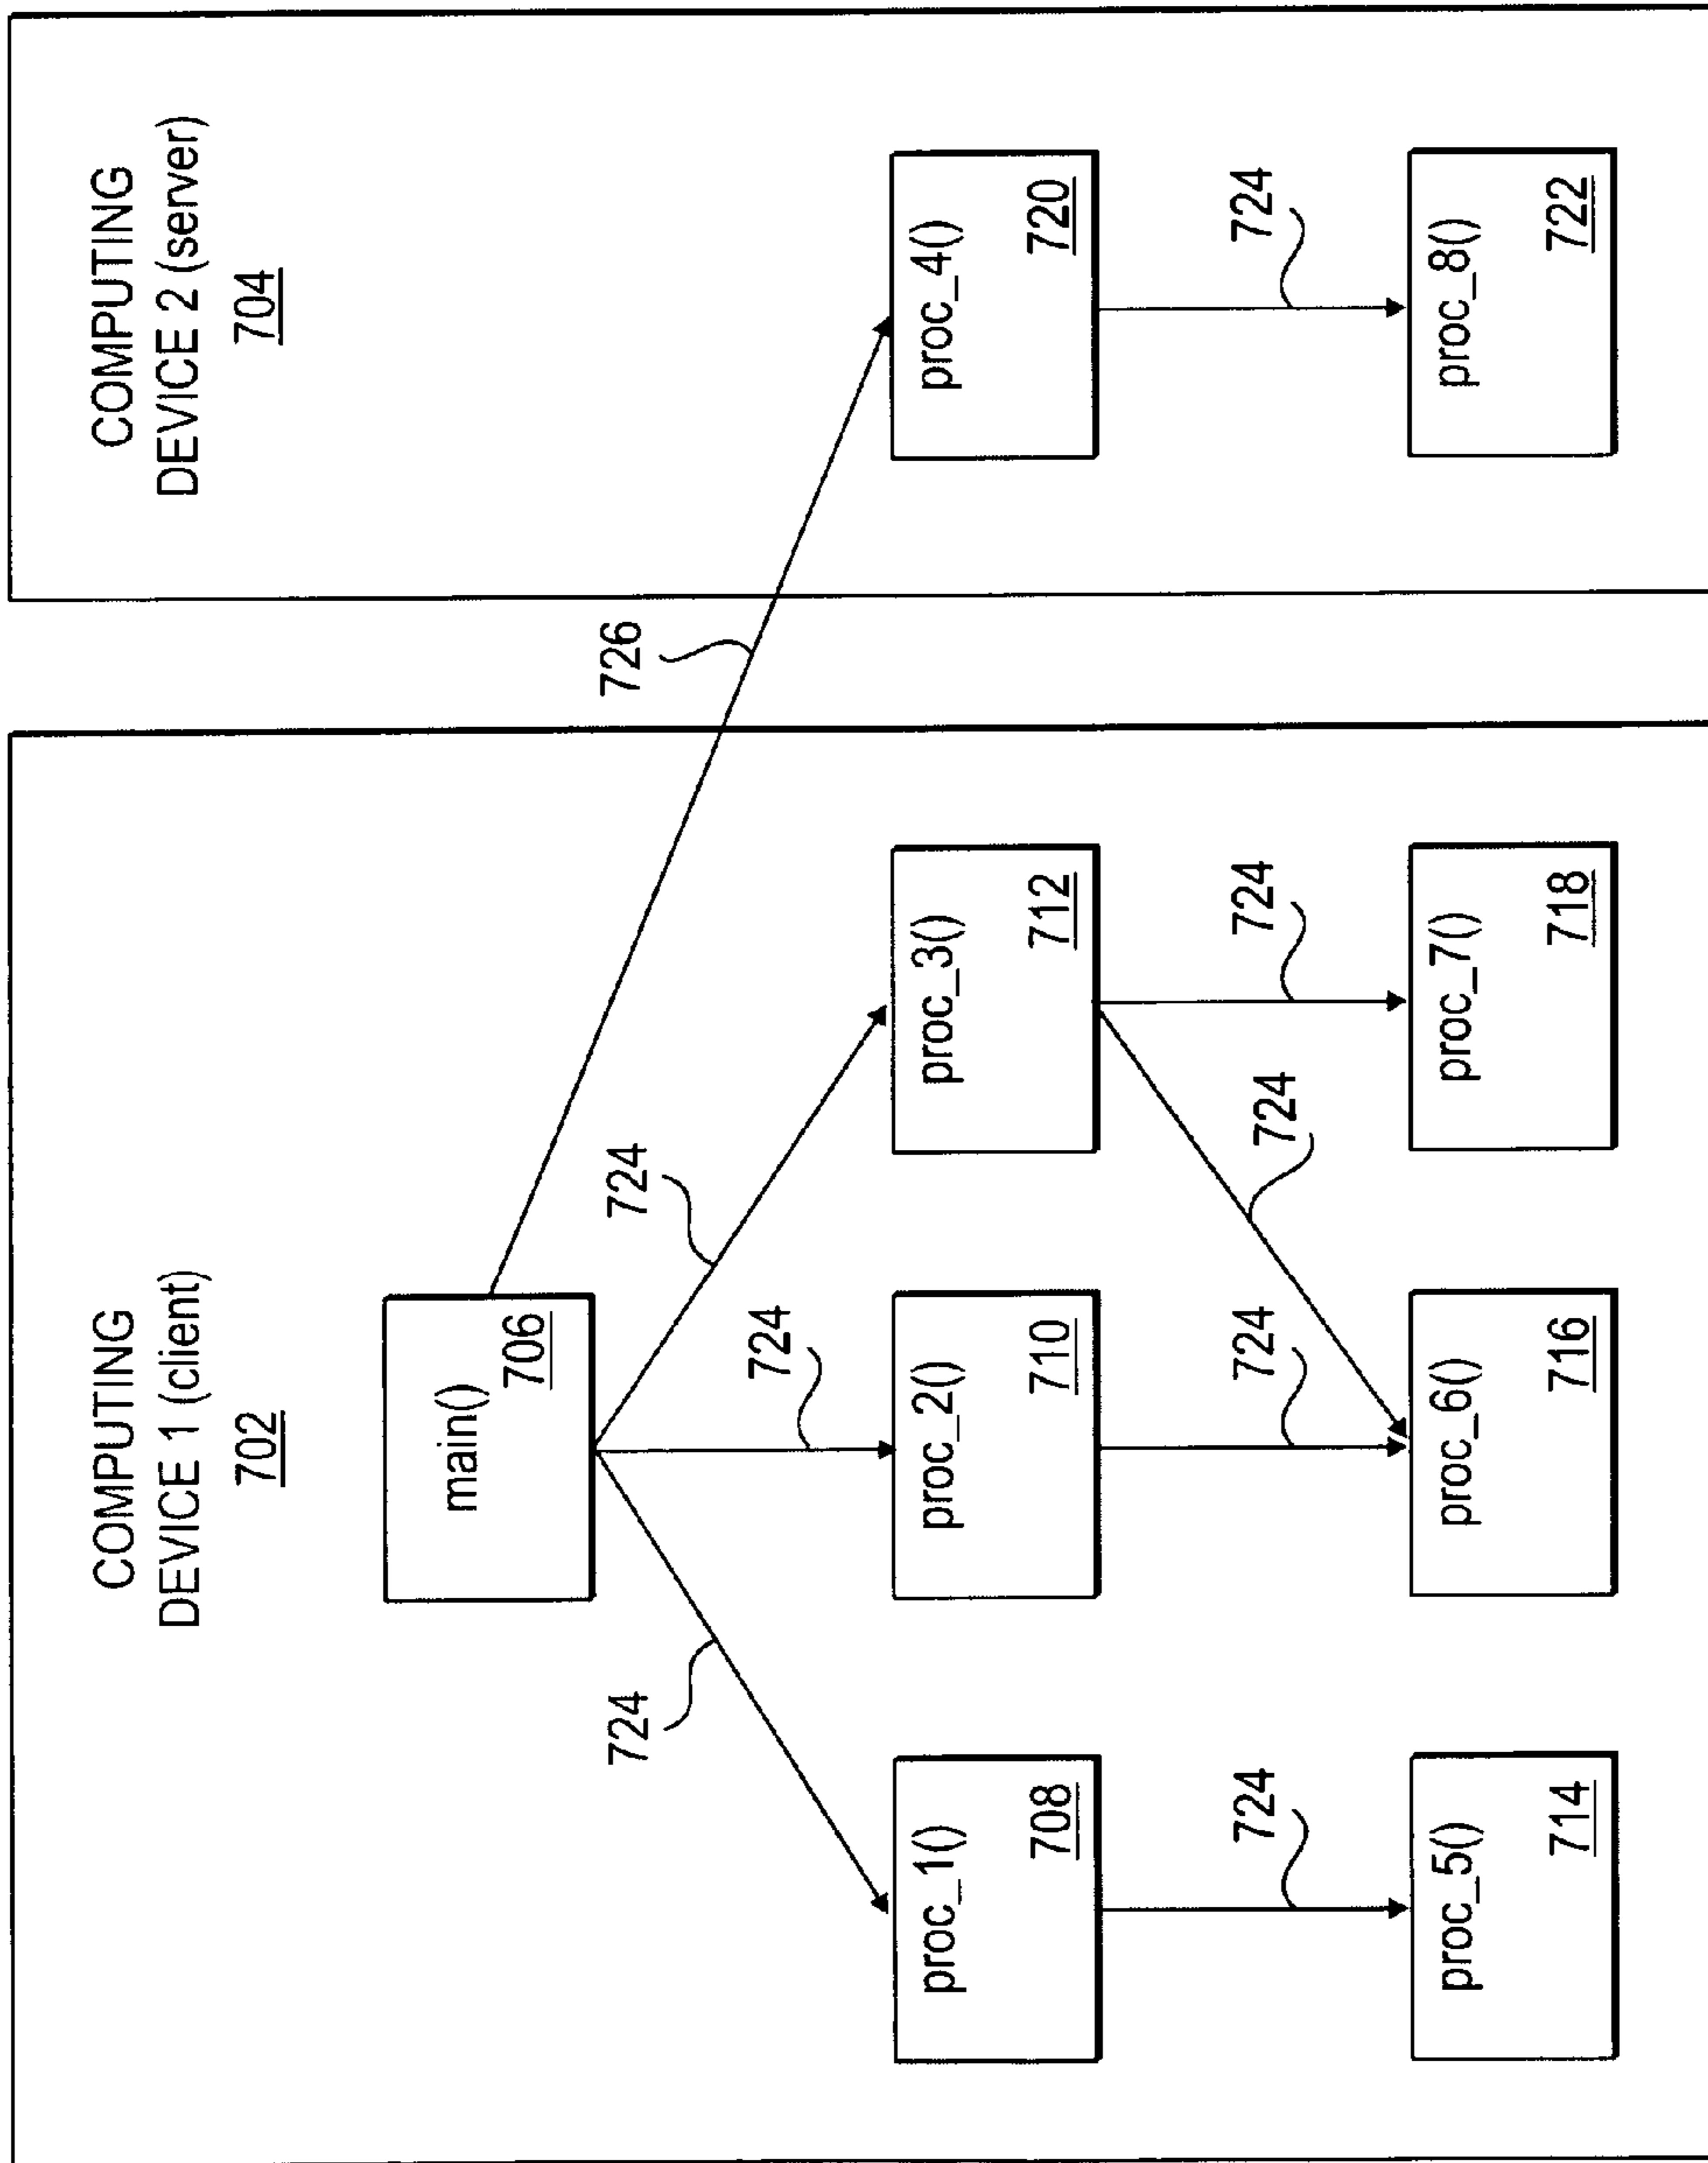 COMPUTING
DEVICE 1 (client)
702
COMPUTING
DEVICE 2 (server)
704
main()
706
726
724
724
724
proc_1()
708
proc_2()
710
proc_3()
712
proc_4()
720
724
724
724
724
724
proc_5()
714
proc_6()
716
proc_7()
718
proc_8()
722